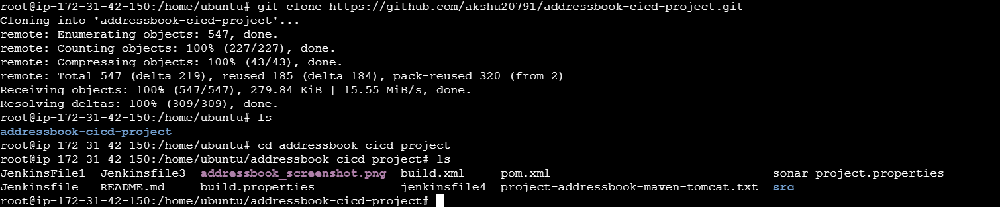 root@ip-172-31-42-150:/home/ubuntu# git clone https://github.com/akshu20791/addressbook-cicd-project.git
Cloning into 'addressbook-cicd-project'...
remote: Enumerating objects: 547, done.
remote: Counting objects: 100% (227/227), done.
remote: Compressing objects: 100% (43/43), done.
remote: Total 547 (delta 219), reused 185 (delta 184), pack-reused 320 (from 2)
Receiving objects: 100% (547/547), 279.84 KiB | 15.55 MiB/s, done.
Resolving deltas: 100% (309/309), done.
root@ip-172-31-42-150:/home/ubuntu# ls
addressbook-cicd-project
root@ip-172-31-42-150:/home/ubuntu# cd addressbook-cicd-project
root@ip-172-31-42-150:/home/ubuntu/addressbook-cicd-project# ls
JenkinsFile1  Jenkinsfile3  addressbook_screenshot.png  build.xml     pom.xml                               sonar-project.properties
Jenkinsfile   README.md     build.properties            jenkinsfile4  project-addressbook-maven-tomcat.txt  src
root@ip-172-31-42-150:/home/ubuntu/addressbook-cicd-project#